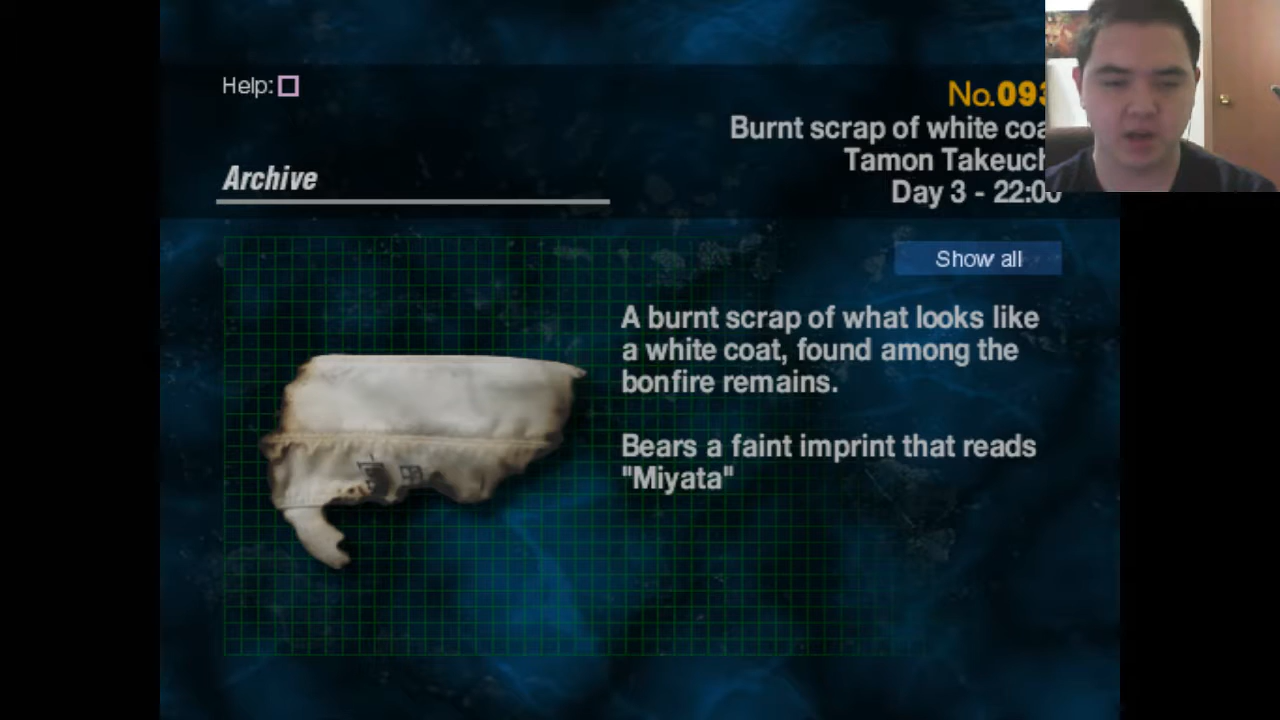 Help:
No.093
Burnt scrap of white coa
Tamon Takeuch
Day 3 - 22:00
Archive
Show all
A burnt scrap of what looks like
a white coat, found among the
bonfire remains.
Bears a faint imprint that reads
"Miyata"